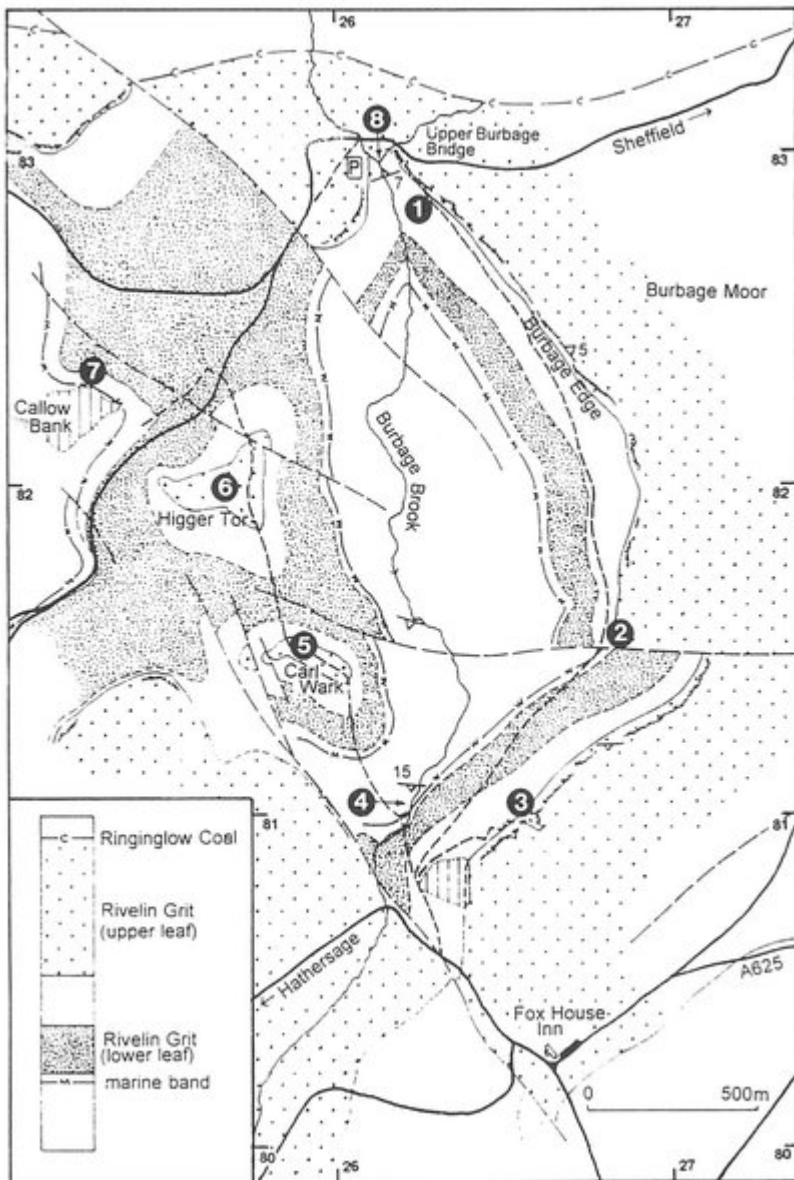 26
27
8
Upper Burbage
Bridge
Sheffield →
83
P
83
1
Burbage Moor
75
Burbage Edge
7
Callow
Bank
Burbage
Brook
82
6
82
Higger Tor
2
5
Carl
Wark
15
4
3
81
81
c Ringinglow Coal
Rivelin Grit
(upper leaf)
Rivelin Grit
(lower leaf)
marine band
← Hathersage
A625
Fox House
Inn
0 500m
80
80
26
27